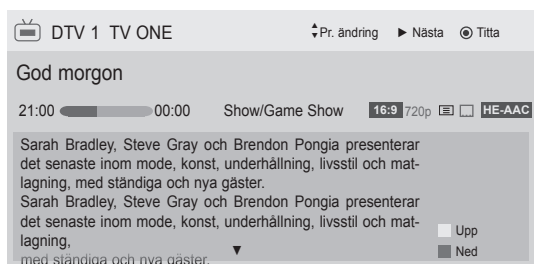 DTV 1 TV ONE Pr. ändring Nästa Titta
God morgon
21:00 00:00 Show/Game Show 16:9 720p HE-AAC
Sarah Bradley, Steve Gray och Brendon Pongia presenterar
det senaste inom mode, konst, underhållning, livsstil och mat-
lagning, med ständiga och nya gäster.
Sarah Bradley, Steve Gray och Brendon Pongia presenterar
det senaste inom mode, konst, underhållning, livsstil och mat-
lagning,
med ständiga och nya gäster.
Upp
Ned